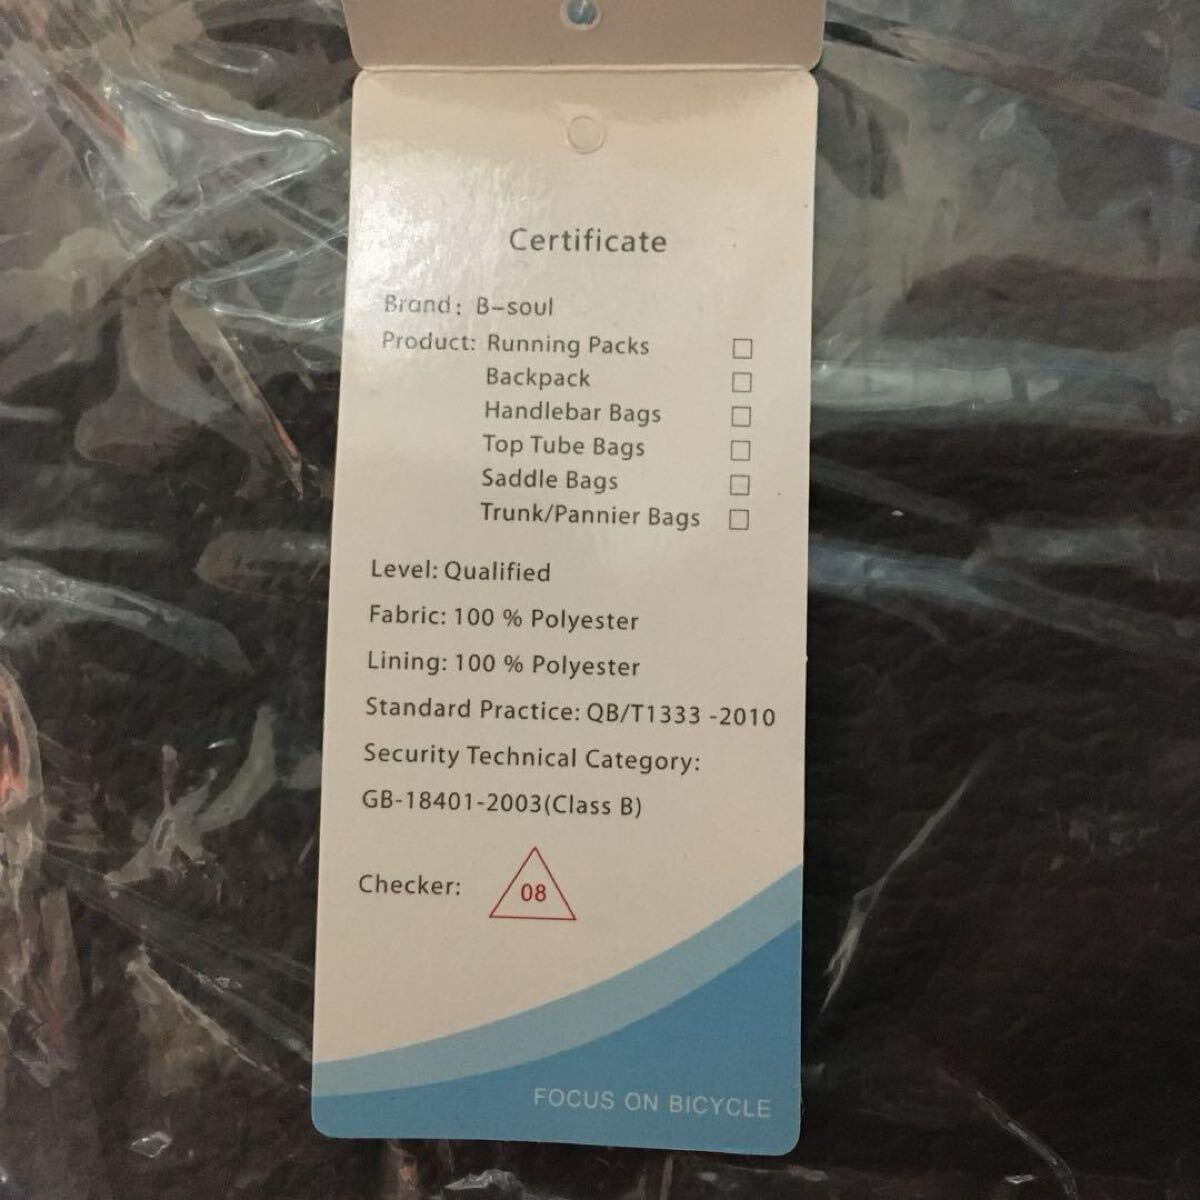 Certificate
Brand: B-soul
Product: Running Packs □
Backpack □
Handlebar Bags □
Top Tube Bags □
Saddle Bags □
Trunk/Pannier Bags □
Level: Qualified
Fabric: 100 % Polyester
Lining: 100 % Polyester
Standard Practice: QB/T1333 -2010
Security Technical Category:
GB-18401-2003(Class B)
Checker: 08
FOCUS ON BICYCLE